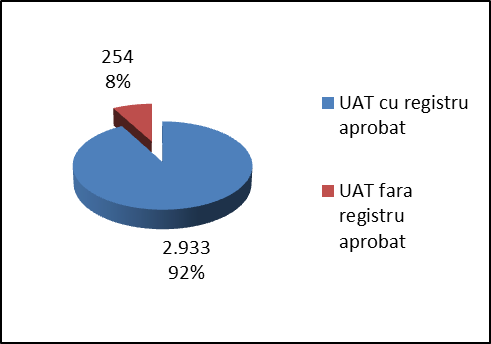 254
8%
UAT cu registru
aprobat
UAT fara
registru
aprobat
2.933
92%